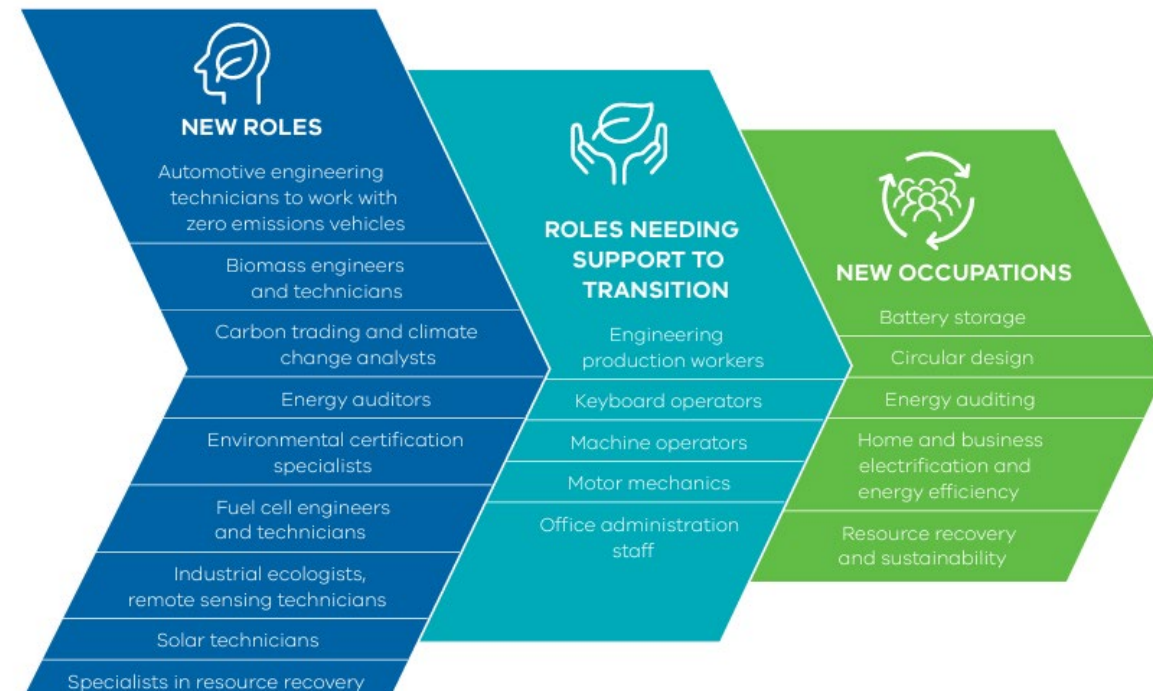 NEW ROLES
Automotive engineering
technicians to work with
zero emissions vehicles
Biomass engineers
and technicians
Carbon trading and climate
change analysts
Energy auditors
Environmental certification
specialists
Fuel cell engineers
and technicians
Industrial ecologists,
remote sensing technicians
Solar technicians
Specialists in resource recovery
ROLES NEEDING
SUPPORT TO
TRANSITION
Engineering
production workers
Keyboard operators
Machine operators
Motor mechanics
Office administration
staff
NEW OCCUPATIONS
Battery storage
Circular design
Energy auditing
Home and business
electrification and
energy efficiency
Resource recovery
and sustainability